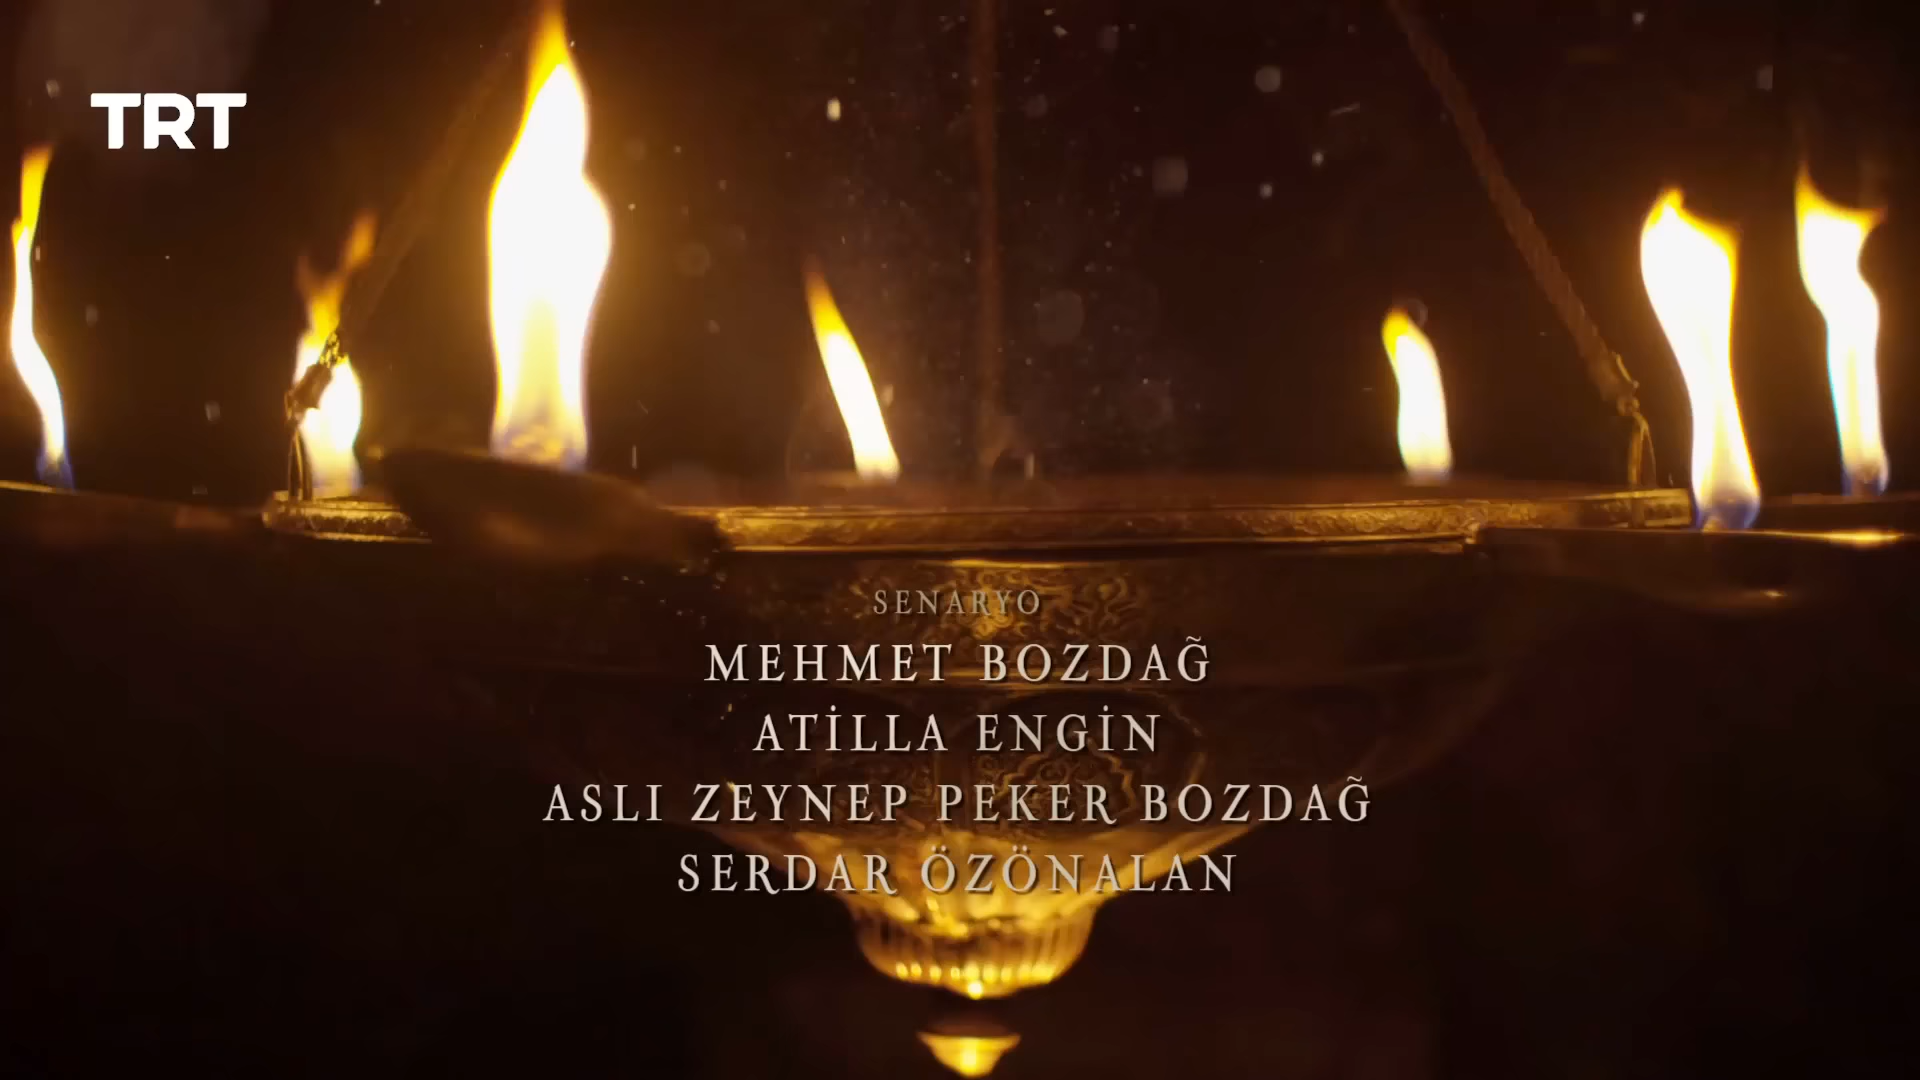 TRT
SENARYO
MEHMET BOZDAĞ
ATİLLA ENGİN
ASLI ZEYNEP PEKER BOZDAĞ
SERDAR ÖZÖNALAN